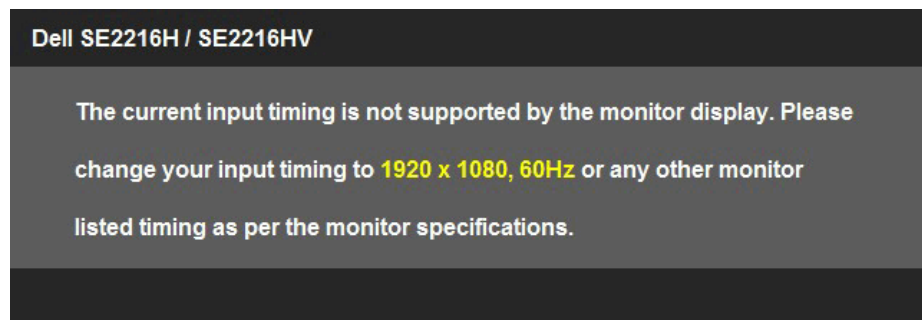 Dell SE2216H / SE2216HV
The current input timing is not supported by the monitor display. Please
change your input timing to 1920 x 1080, 60Hz or any other monitor
listed timing as per the monitor specifications.